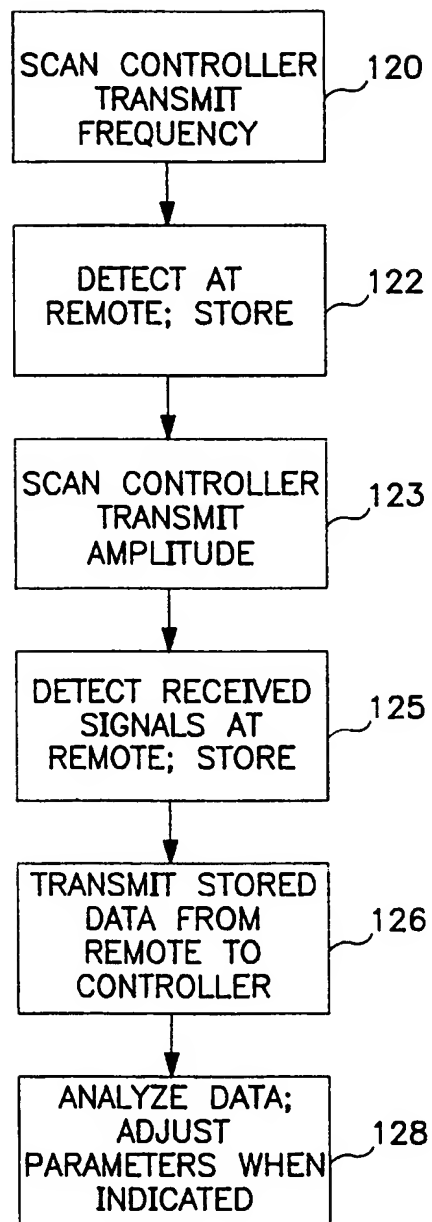 SCAN CONTROLLER
TRANSMIT
FREQUENCY
120
DETECT AT
REMOTE; STORE
122
SCAN CONTROLLER
TRANSMIT
AMPLITUDE
123
DETECT RECEIVED
SIGNALS AT
REMOTE; STORE
125
TRANSMIT STORED
DATA FROM
REMOTE TO
CONTROLLER
126
ANALYZE DATA;
ADJUST
PARAMETERS WHEN
INDICATED
128